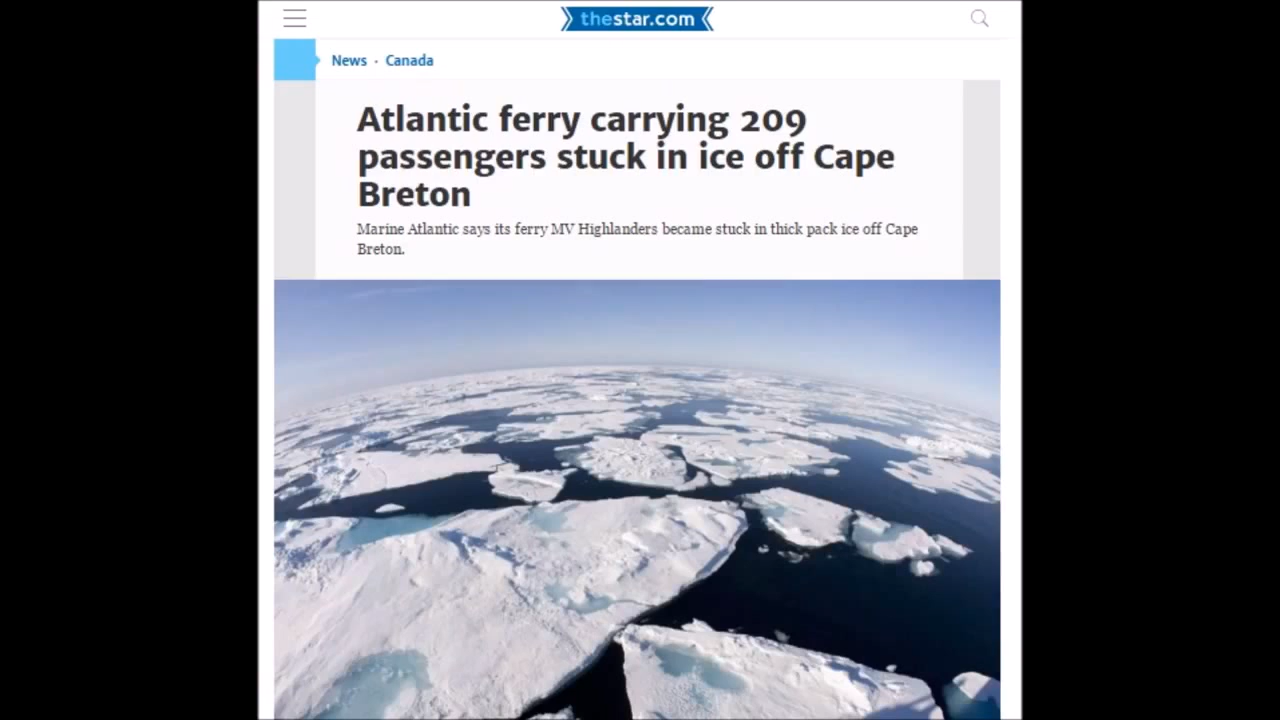 thestar.com
News · Canada
Atlantic ferry carrying 209
passengers stuck in ice off Cape
Breton
Marine Atlantic says its ferry MV Highlanders became stuck in thick pack ice off Cape
Breton.